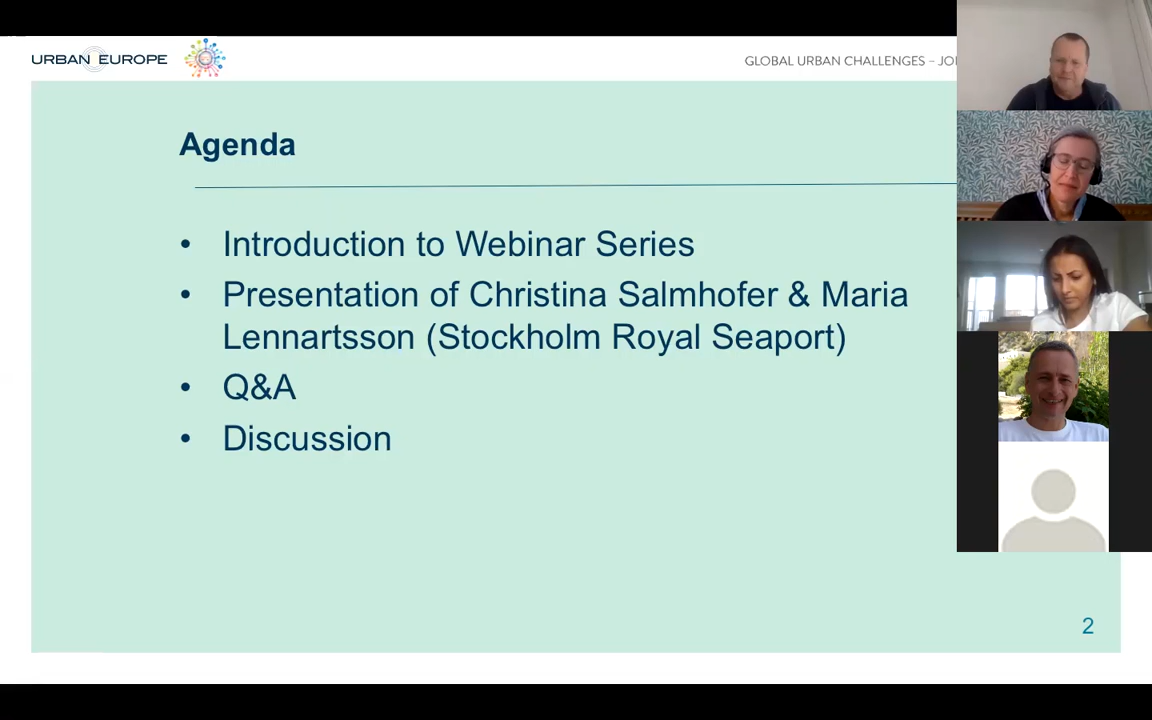 URBAN EUROPE
GLOBAL URBAN CHALLENGES –
Agenda
• Introduction to Webinar Series
• Presentation of Christina Salmhofer & Maria
Lennartsson (Stockholm Royal Seaport)
• Q&A
• Discussion
2